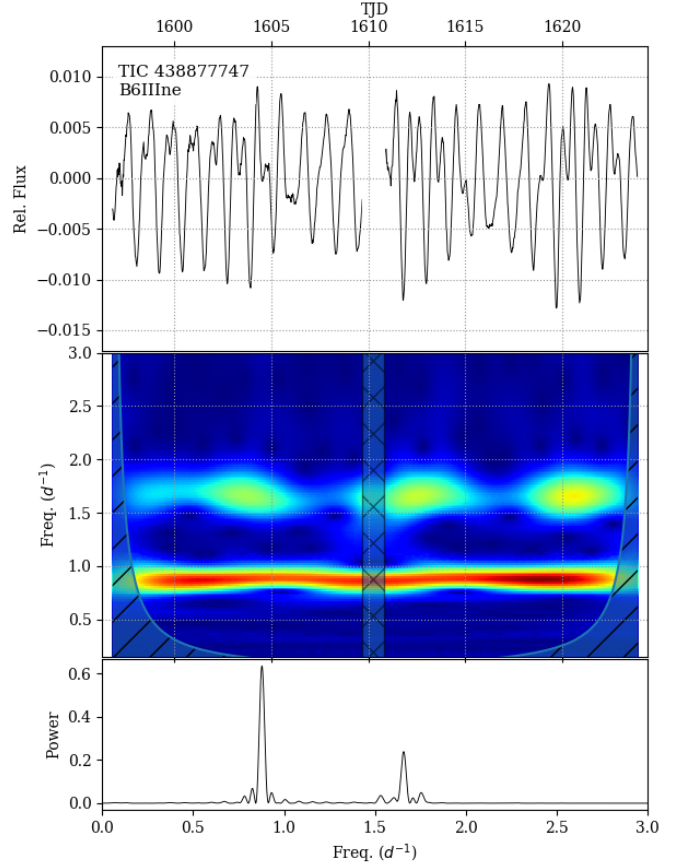 TJD
1600 1605 1610 1615 1620
TIC 438877747
B6IIIne
0.010
0.005
0.000
−0.005
−0.010
−0.015
Rel. Flux
3.0
2.5
2.0
1.5
1.0
0.5
Freq. (d⁻¹)
0.6
0.4
0.2
0.0
Power
0.0 0.5 1.0 1.5 2.0 2.5 3.0
Freq. (d⁻¹)